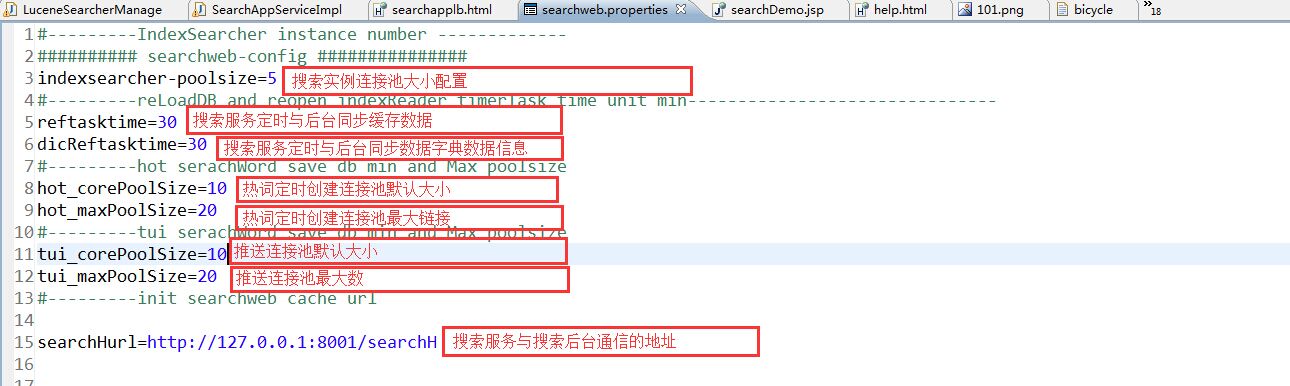 LuceneSearcherManage SearchAppServiceImpl searchapplb.html searchweb.properties searchDemo.jsp help.html 101.png bicycle »18
1 #---------IndexSearcher instance number -------------
2 ########## searchweb-config ###############
3 indexsearcher-poolsize=5 搜索实例连接池大小配置
4 #---------reLoadDB and reopen indexReader timerTask time unit min-------------------------------
5 reftasktime=30 搜索服务定时与后台同步缓存数据
6 dicReftasktime=30 搜索服务定时与后台同步数据字典数据信息
7 #---------hot serachWord save db min and Max poolsize
8 hot_corePoolSize=10 热词定时创建连接池默认大小
9 hot_maxPoolSize=20 热词定时创建连接池最大链接
10 #---------tui serachWord save db min and Max poolsize
11 tui_corePoolSize=10 推送连接池默认大小
12 tui_maxPoolSize=20 推送连接池最大数
13 #---------init searchweb cache url
14
15 searchHurl=http://127.0.0.1:8001/searchH 搜索服务与搜索后台通信的地址
16
17